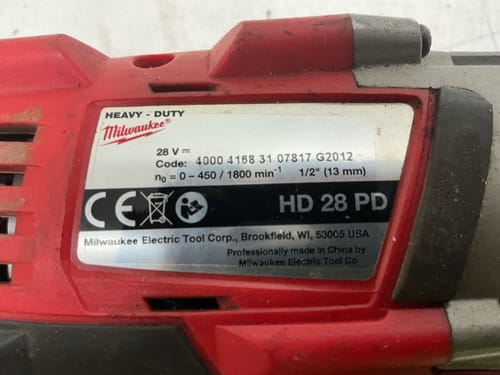 HEAVY - DUTY
Milwaukee®
28 V ⎓
Code: 4000 4168 31 07817 G2012
n₀ = 0 – 450 / 1800 min⁻¹ 1/2" (13 mm)
CE HD 28 PD
Milwaukee Electric Tool Corp., Brookfield, WI, 53005 USA
Professionally made in China by
Milwaukee Electric Tool Co